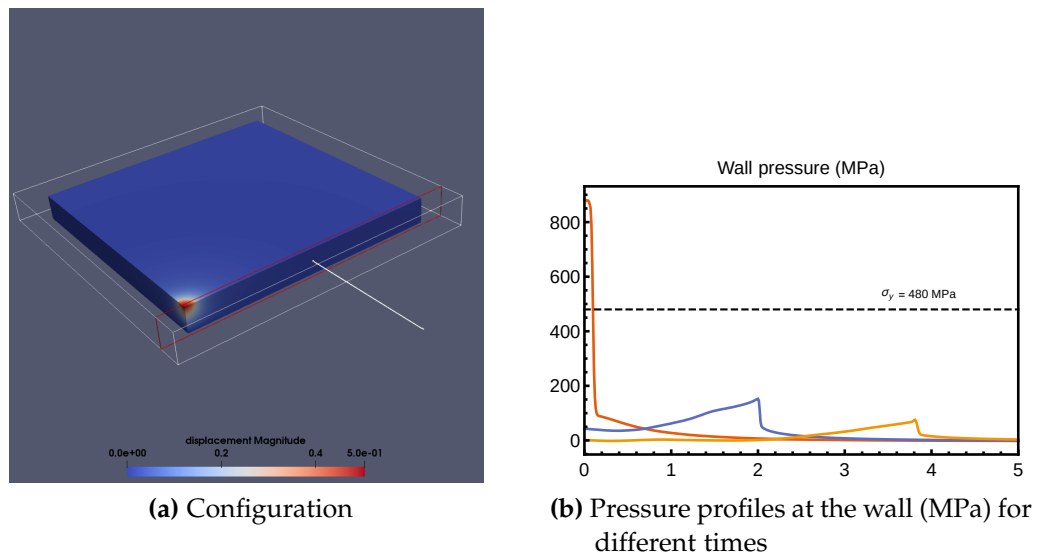 displacement Magnitude
0.0e+00 0.2 0.4 5.0e-01
(a) Configuration
Wall pressure (MPa)
800
600
σy = 480 MPa
400
200
0
0 1 2 3 4 5
(b) Pressure profiles at the wall (MPa) for
different times